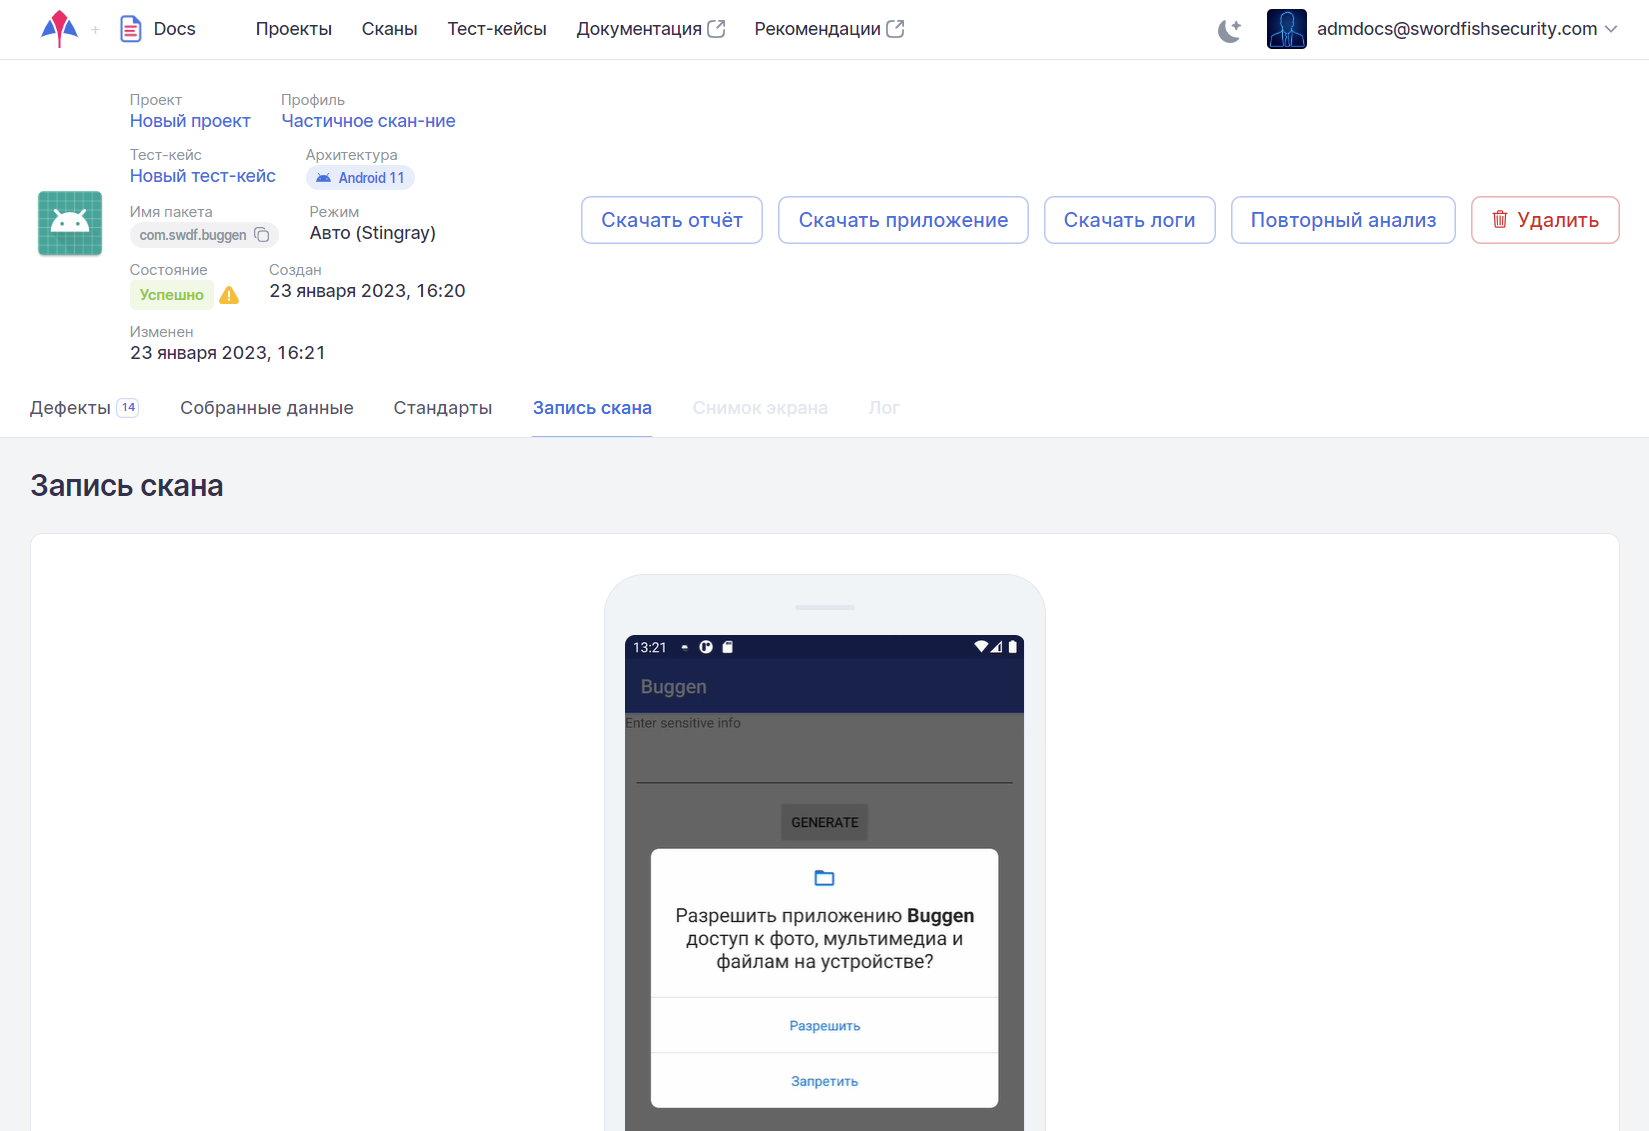 Docs Проекты Сканы Тест-кейсы Документация Рекомендации admdocs@swordfishsecurity.com
Проект Профиль
Новый проект Частичное скан-ние
Тест-кейс Архитектура
Новый тест-кейс Android 11
Имя пакета Режим
com.swdf.buggen Авто (Stingray)
Скачать отчёт Скачать приложение Скачать логи Повторный анализ Удалить
Состояние Создан
Успешно 23 января 2023, 16:20
Изменен
23 января 2023, 16:21
Дефекты 14 Собранные данные Стандарты Запись скана Снимок экрана Лог
Запись скана
13:21
Buggen
Enter sensitive info
GENERATE
Разрешить приложению Buggen
доступ к фото, мультимедиа и
файлам на устройстве?
Разрешить
Запретить